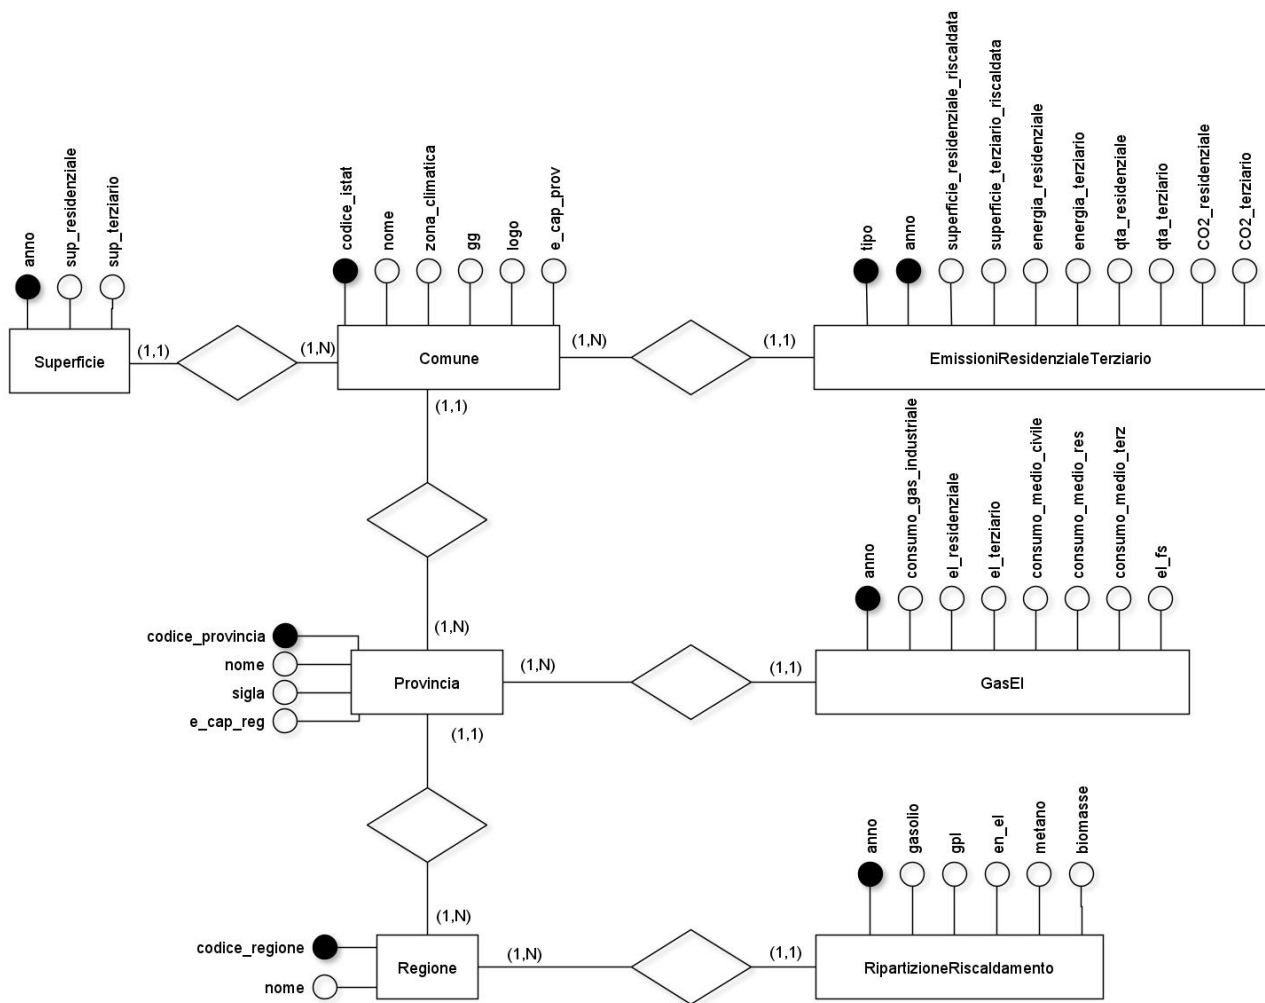 anno
sup_residenziale
sup_terziario
codice_istat
nome
zona_climatica
gg
logo
e_cap_prov
tipo
anno
superficie_residenziale_riscaldata
superficie_terziario_riscaldata
energia_residenziale
energia_terziario
qta_residenziale
qta_terziario
CO2_residenziale
CO2_terziario
Superficie
(1,1)
(1,N)
Comune
(1,N)
(1,1)
EmissioniResidenzialeTerziario
(1,1)
anno
consumo_gas_industriale
el_residenziale
el_terziario
consumo_medio_civile
consumo_medio_res
consumo_medio_terz
el_fs
(1,N)
codice_provincia
nome
sigla
e_cap_reg
Provincia
(1,N)
(1,1)
GasEl
(1,1)
anno
gasolio
gpl
en_el
metano
biomasse
(1,N)
codice_regione
nome
Regione
(1,N)
(1,1)
RipartizioneRiscaldamento